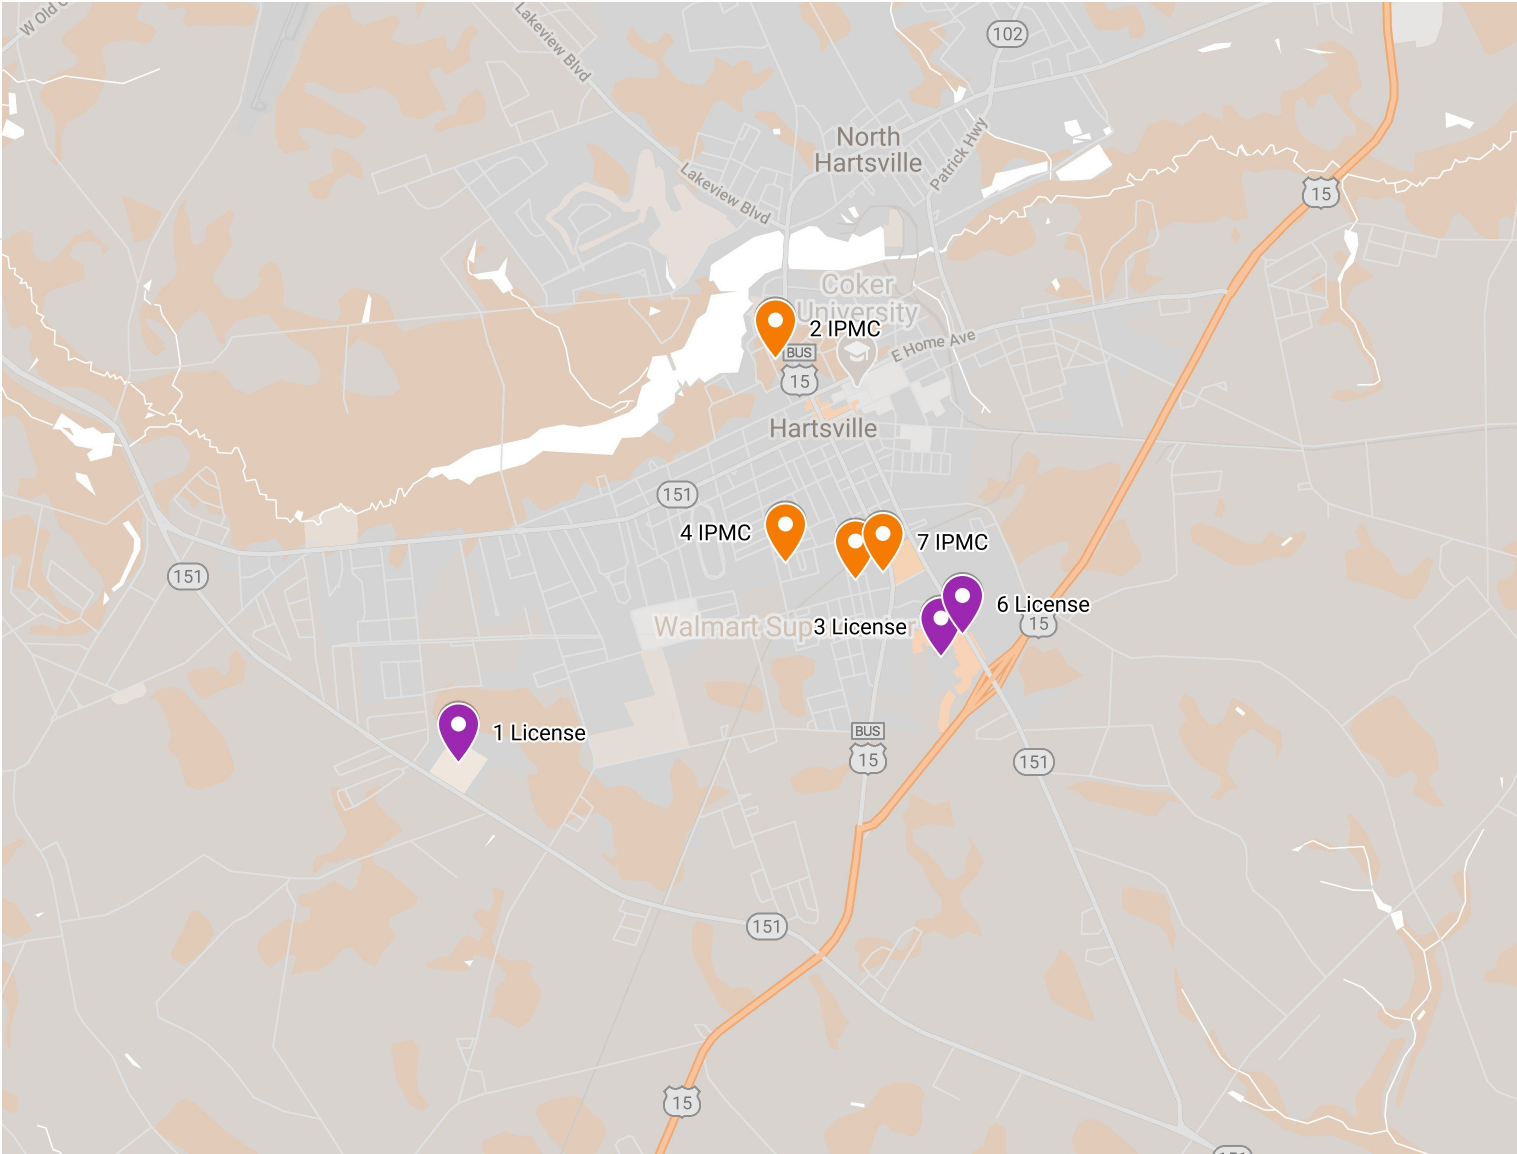 W Old
Lakeview Blvd
102
North
Hartsville
Patrick Hwy
Lakeview Blvd
15
Coker
University
2 IPMC
BUS
15
E Home Ave
Hartsville
151
4 IPMC
7 IPMC
151
6 License
15
Walmart Sup
3 License
1 License
BUS
15
151
151
15